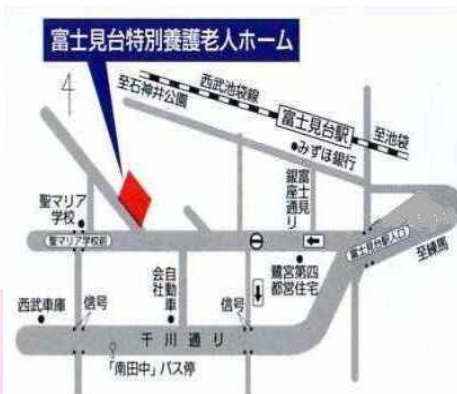 富士見台特別養護老人ホーム
至石神井公園
西武池袋線
富士見台駅
至池袋
みずほ銀行
富士見
銀座通り
聖マリア
学校
聖マリア学校前
富士見台駅入口
至練馬
鷺宮第四
都営住宅
自動車
会社
西武車庫
信号
信号
千川通り
「南田中」バス停